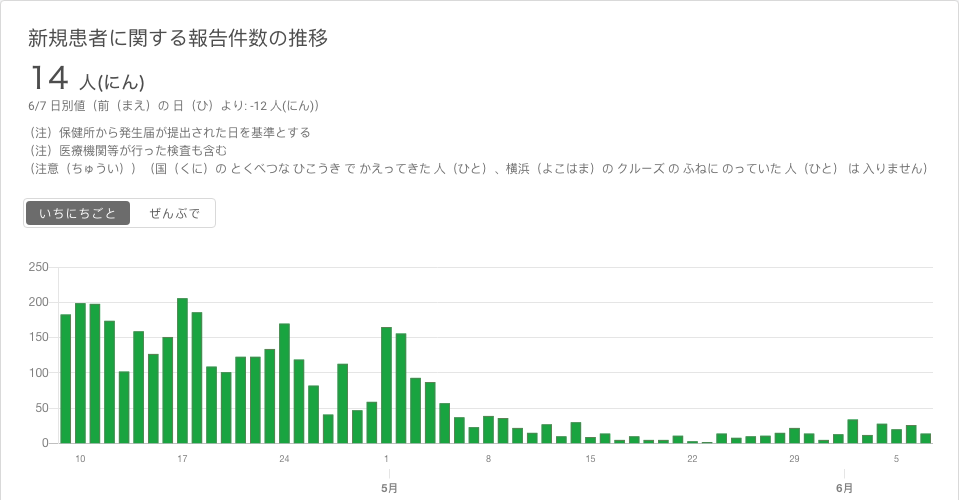 新規患者に関する報告件数の推移
14 人(にん)
6/7 日別値（前（まえ）の 日（ひ）より: -12 人(にん)）
（注）保健所から発生届が提出された日を基準とする
（注）医療機関等が行った検査も含む
（注意（ちゅうい））（国（くに）の とくべつな ひこうき で かえってきた 人（ひと）、横浜（よこはま）の クルーズ の ふねに のっていた 人（ひと） は 入りません）
いちにちごと ぜんぶで
250
200
150
100
50
0
10 17 24 1 8 15 22 29 5
5月 6月